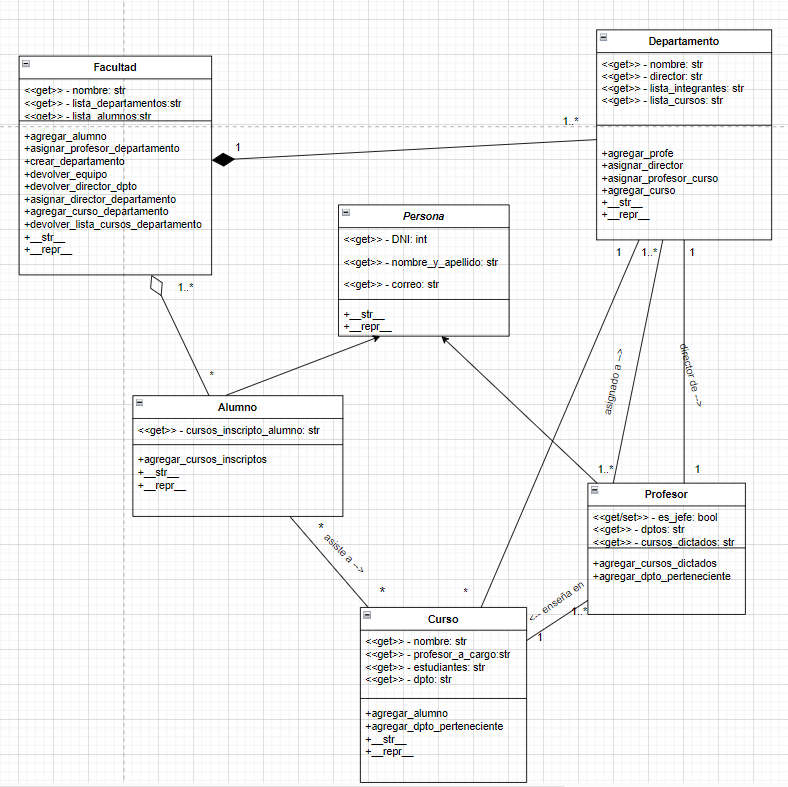 Facultad
<<get>> - nombre: str
<<get>> - lista_departamentos:str
<<get>> - lista_alumnos:str
+agregar_alumno
+asignar_profesor_departamento
+crear_departamento
+devolver_equipo
+devolver_director_dpto
+asignar_director_departamento
+agregar_curso_departamento
+devolver_lista_cursos_departamento
+__str__
+__repr__
1
1..*
Departamento
<<get>> - nombre: str
<<get>> - director: str
<<get>> - lista_integrantes: str
<<get>> - lista_cursos: str
+agregar_profe
+asignar_director
+asignar_profesor_curso
+agregar_curso
+__str__
+__repr__
Persona
<<get>> - DNI: int
<<get>> - nombre_y_apellido: str
<<get>> - correo: str
+__str__
+__repr__
1..*
*
1
1..*
1
asignado a -->
director de -->
1..*
1
Alumno
<<get>> - cursos_inscripto_alumno: str
+agregar_cursos_inscriptos
+__str__
+__repr__
Profesor
<<get/set>> - es_jefe: bool
<<get>> - dptos: str
<<get>> - cursos_dictados: str
+agregar_cursos_dictados
+agregar_dpto_perteneciente
*
asiste a -->
*
*
<-- enseña en
1..*
1
Curso
<<get>> - nombre: str
<<get>> - profesor_a_cargo:str
<<get>> - estudiantes: str
<<get>> - dpto: str
+agregar_alumno
+agregar_dpto_perteneciente
+__str__
+__repr__